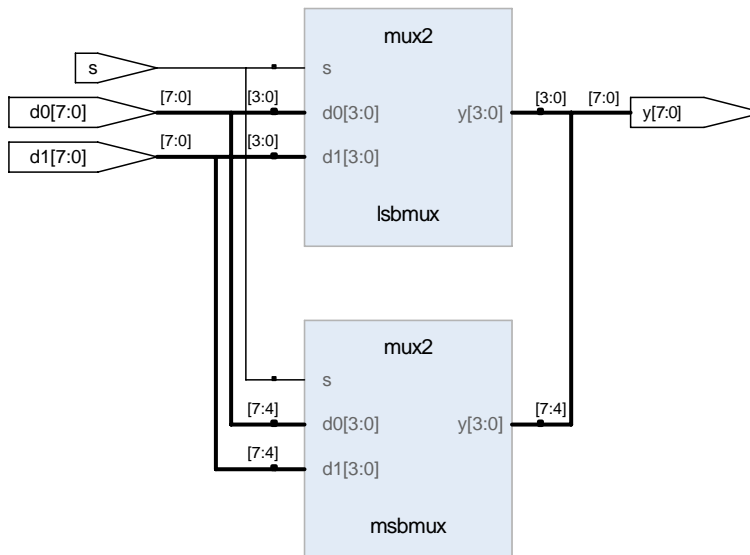 mux2
s
s
[7:0]
[3:0]
[3:0]
[7:0]
d0[7:0]
d0[3:0]
y[3:0]
y[7:0]
[7:0]
[3:0]
d1[7:0]
d1[3:0]
lsbmux
mux2
s
[7:4]
[7:4]
d0[3:0]
y[3:0]
[7:4]
d1[3:0]
msbmux